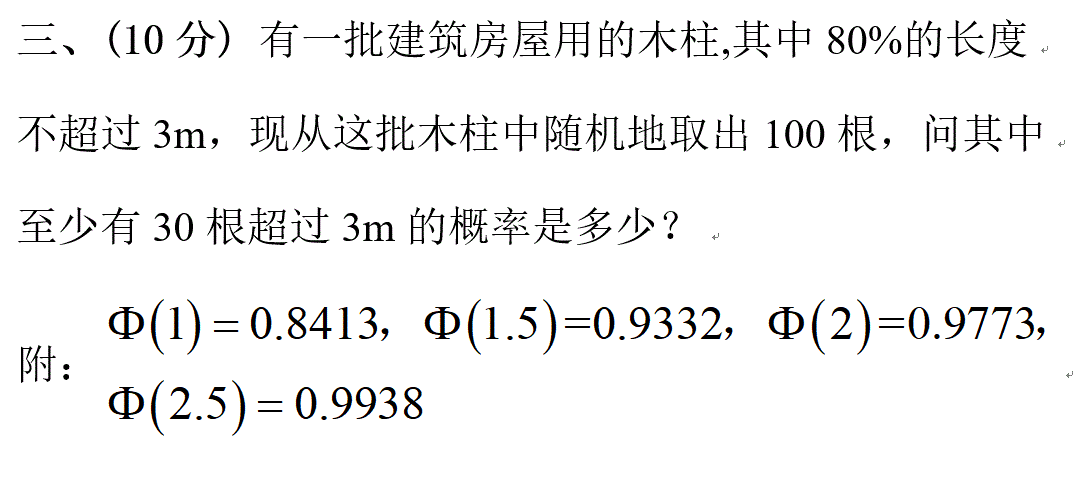 三、(10 分）有一批建筑房屋用的木柱,其中 80%的长度
不超过 3m，现从这批木柱中随机地取出 100 根，问其中
至少有 30 根超过 3m 的概率是多少？
附：Φ(1) = 0.8413，Φ(1.5)=0.9332，Φ(2)=0.9773，
Φ(2.5) = 0.9938